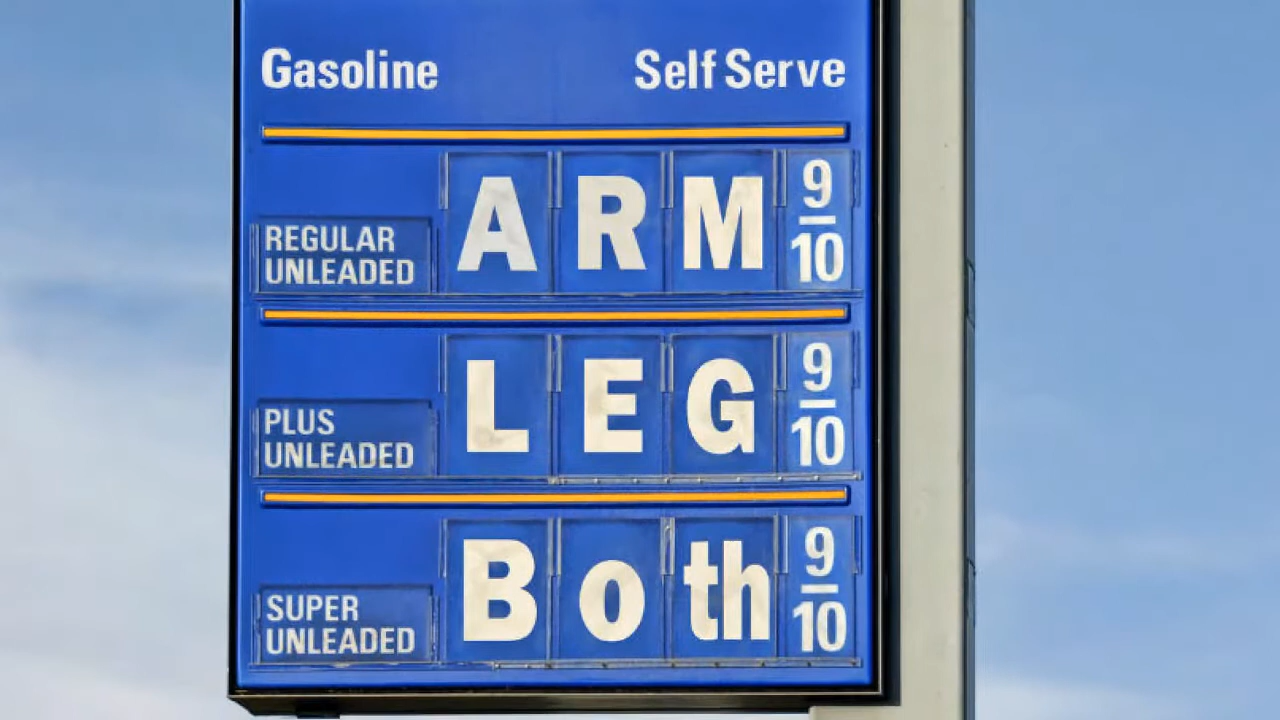 Gasoline Self Serve
ARM 9/10
REGULAR
UNLEADED
LEG 9/10
PLUS
UNLEADED
Both 9/10
SUPER
UNLEADED